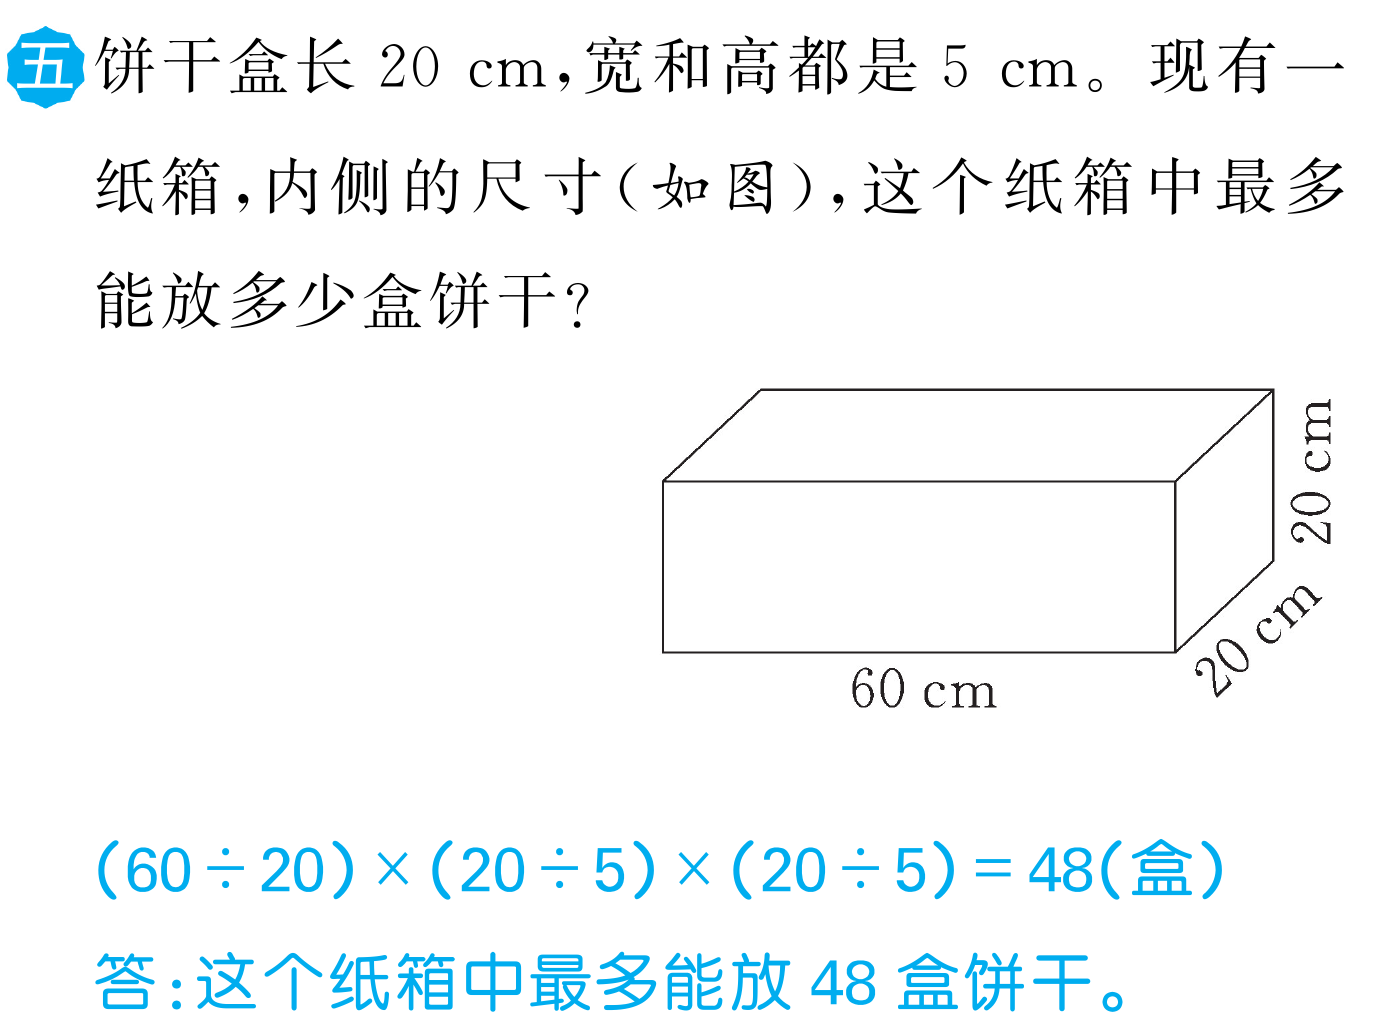 五 饼干盒长 20 cm,宽和高都是 5 cm。现有一
纸箱,内侧的尺寸(如图),这个纸箱中最多
能放多少盒饼干?
20 cm
20 cm
60 cm
(60÷20)×(20÷5)×(20÷5)=48(盒)
答:这个纸箱中最多能放 48 盒饼干。